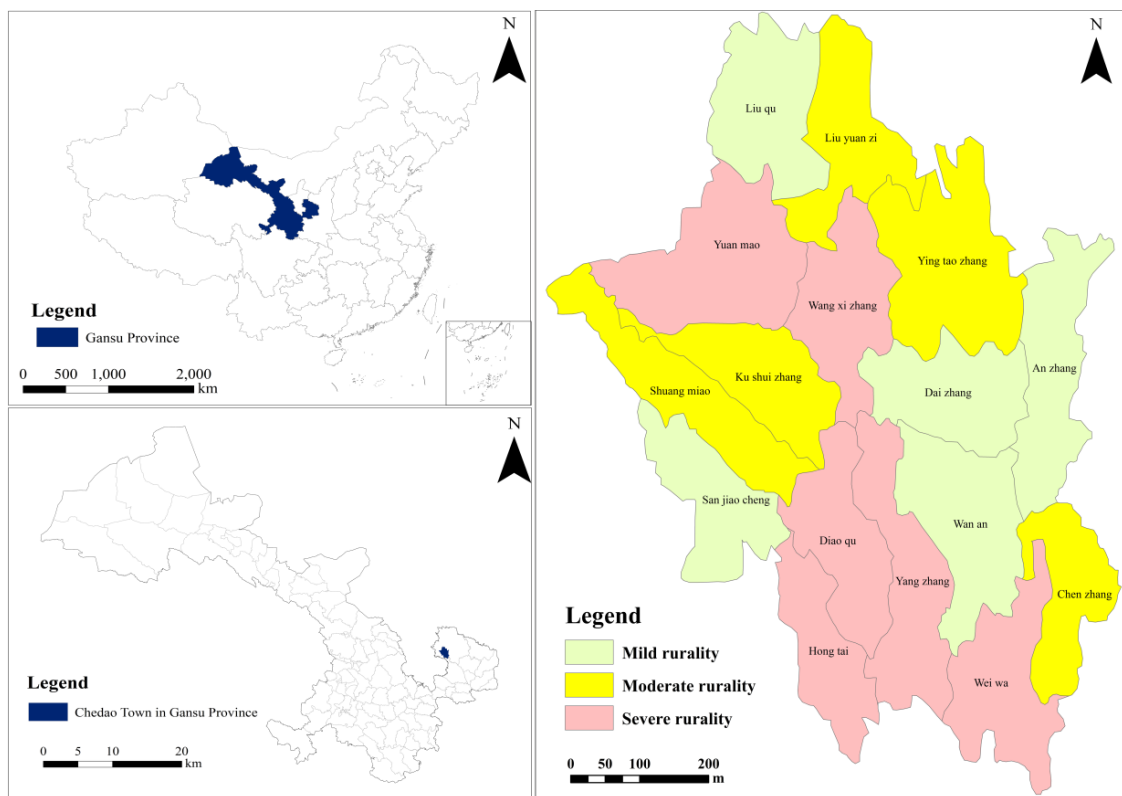 N
Legend
Gansu Province
0 500 1,000 2,000
km
N
Legend
Chedao Town in Gansu Province
0 5 10 20
km
N
Liu qu
Liu yuan zi
Yuan mao
Ying tao zhang
Wang xi zhang
An zhang
Ku shui zhang
Shuang miao
Dai zhang
San jiao cheng
Wan an
Diao qu
Yang zhang
Chen zhang
Hong tai
Wei wa
Legend
Mild rurality
Moderate rurality
Severe rurality
0 50 100 200
m